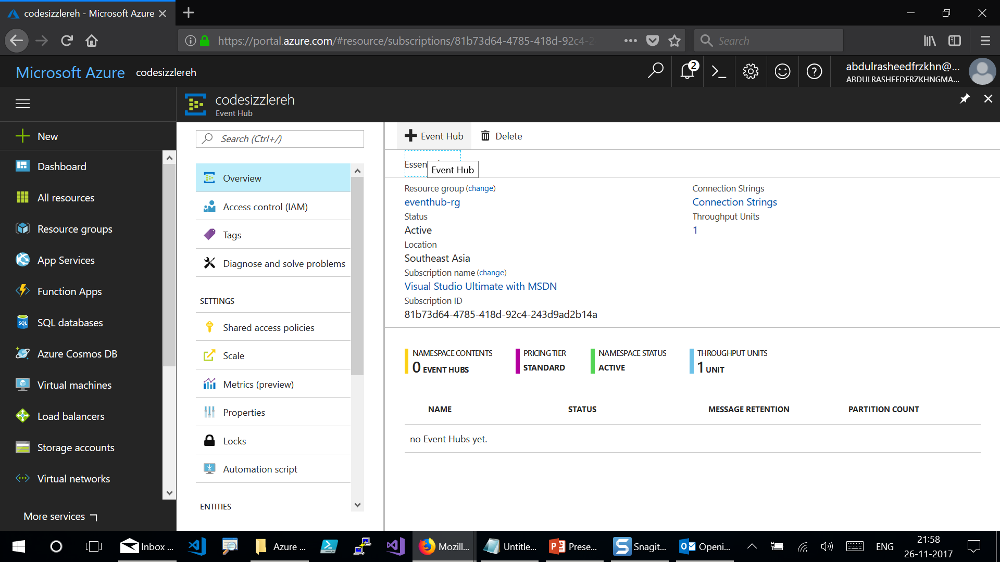 codesizzlereh - Microsoft Azure
https://portal.azure.com/#resource/subscriptions/81b73d64-4785-418d-92c4-2
Search
Microsoft Azure
codesizzlereh
2
abdulrasheedfrzkhn@...
ABDULRASHEEDFRZKHNGMA...
codesizzlereh
Event Hub
New
Dashboard
All resources
Resource groups
App Services
Function Apps
SQL databases
Azure Cosmos DB
Virtual machines
Load balancers
Storage accounts
Virtual networks
More services
Search (Ctrl+/)
Overview
Access control (IAM)
Tags
Diagnose and solve problems
SETTINGS
Shared access policies
Scale
Metrics (preview)
Properties
Locks
Automation script
ENTITIES
Event Hub
Delete
Event Hub
Resource group (change)
eventhub-rg
Status
Active
Location
Southeast Asia
Subscription name (change)
Visual Studio Ultimate with MSDN
Subscription ID
81b73d64-4785-418d-92c4-243d9ad2b14a
Connection Strings
Connection Strings
Throughput Units
1
NAMESPACE CONTENTS
0 EVENT HUBS
PRICING TIER
STANDARD
NAMESPACE STATUS
ACTIVE
THROUGHPUT UNITS
1 UNIT
NAME STATUS MESSAGE RETENTION PARTITION COUNT
no Event Hubs yet.
Inbox ...
Azure ...
Mozill...
Untitle...
Prese...
Snagit...
Openi...
ENG
21:58
26-11-2017